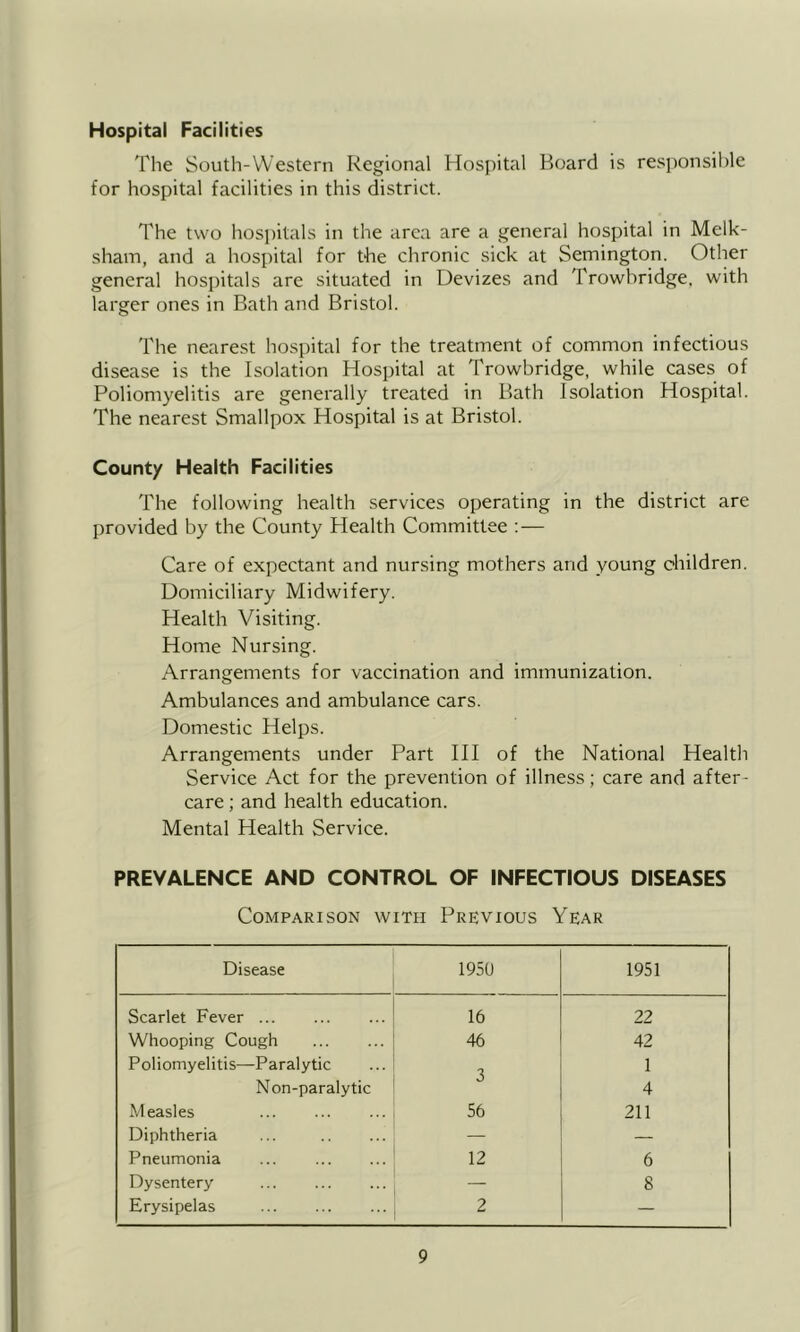 Hospital Facilities
The South-Western Regional Hospital Board is responsible
for hospital facilities in this district.
The two hospitals in the area are a general hospital in Melk-
sham, and a hospital for the chronic sick at Semington. Other
general hospitals are situated in Devizes and Trowbridge, with
larger ones in Bath and Bristol.
The nearest hospital for the treatment of common infectious
disease is the Isolation Hospital at Trowbridge, while cases of
Poliomyelitis are generally treated in Bath Isolation Hospital.
The nearest Smallpox Hospital is at Bristol.
County Health Facilities
The following health services operating in the district are
provided by the County Health Committee :—
Care of expectant and nursing mothers and young children.
Domiciliary Midwifery.
Health Visiting.
Home Nursing.
Arrangements for vaccination and immunization.
Ambulances and ambulance cars.
Domestic Helps.
Arrangements under Part III of the National Health
Service Act for the prevention of illness; care and after-
care; and health education.
Mental Health Service.
PREVALENCE AND CONTROL OF INFECTIOUS DISEASES
Comparison with Previous Year
Disease 1950 1951
Scarlet Fever ... ... ... 16 22
Whooping Cough ... ... 46 42
Poliomyelitis—Paralytic ... 3 1
Non-paralytic 4
Measles ... ... ... 56 211
Diphtheria ... .. ... — —
Pneumonia ... ... ... 12 6
Dysentery ... ... ... — 8
Erysipelas ... ... ... 2 —
9